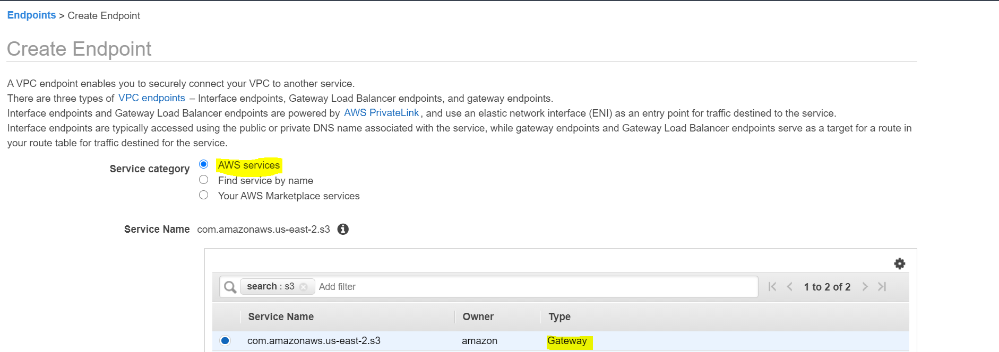 Endpoints > Create Endpoint
Create Endpoint
A VPC endpoint enables you to securely connect your VPC to another service.
There are three types of VPC endpoints – Interface endpoints, Gateway Load Balancer endpoints, and gateway endpoints.
Interface endpoints and Gateway Load Balancer endpoints are powered by AWS PrivateLink, and use an elastic network interface (ENI) as an entry point for traffic destined to the service.
Interface endpoints are typically accessed using the public or private DNS name associated with the service, while gateway endpoints and Gateway Load Balancer endpoints serve as a target for a route in
your route table for traffic destined for the service.
Service category AWS services
Find service by name
Your AWS Marketplace services
Service Name com.amazonaws.us-east-2.s3
search : s3 Add filter 1 to 2 of 2
Service Name Owner Type
com.amazonaws.us-east-2.s3 amazon Gateway